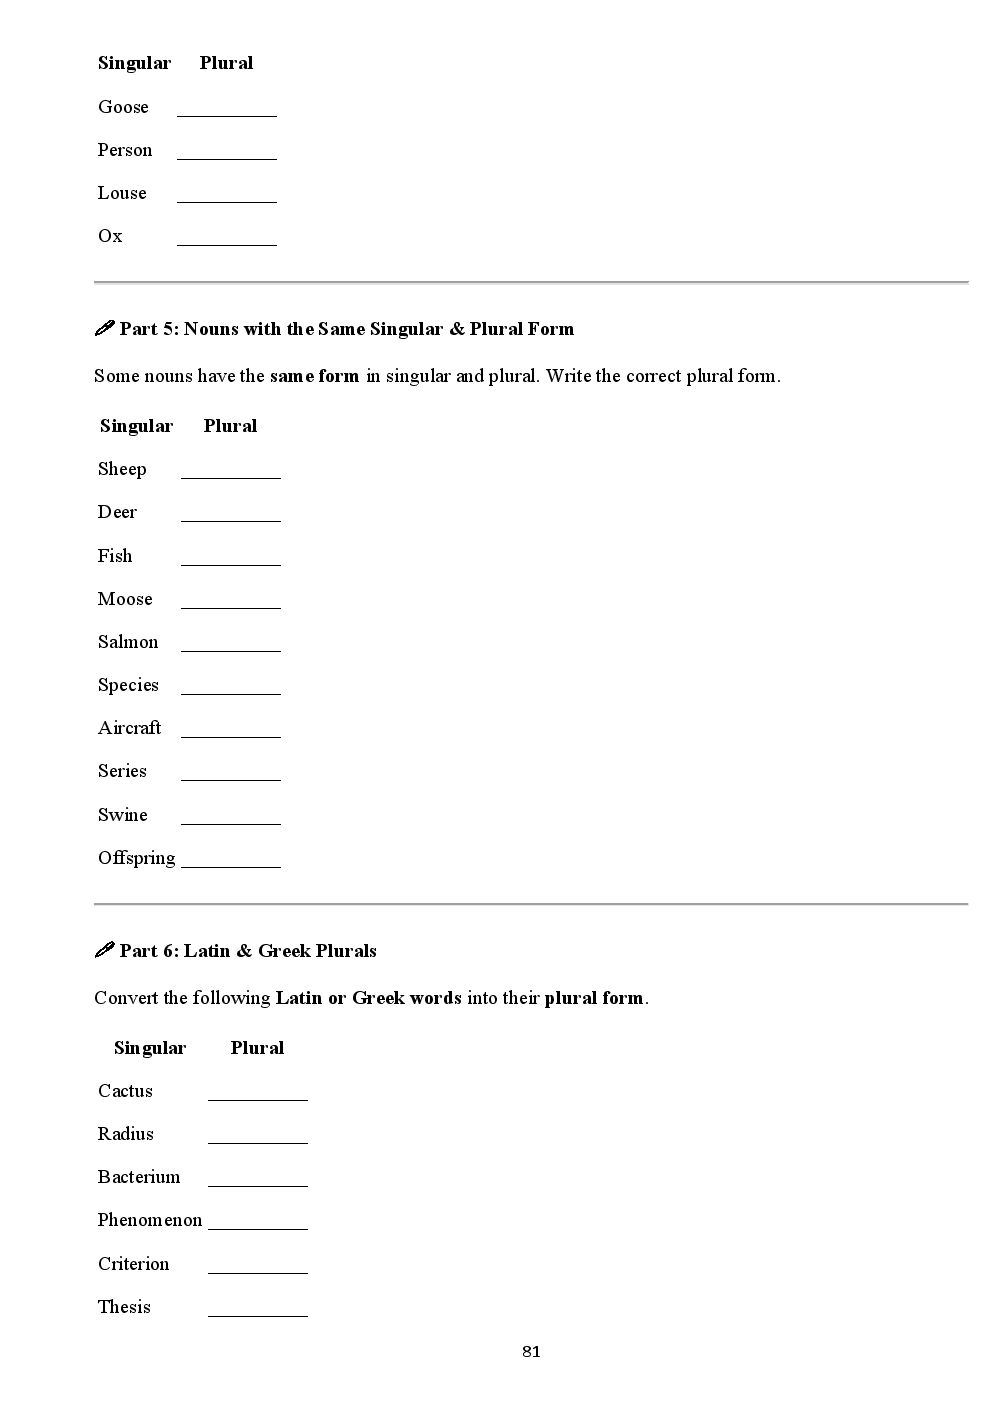 Singular Plural
Goose __________
Person __________
Louse __________
Ox __________
Part 5: Nouns with the Same Singular & Plural Form
Some nouns have the same form in singular and plural. Write the correct plural form.
Singular Plural
Sheep __________
Deer __________
Fish __________
Moose __________
Salmon __________
Species __________
Aircraft __________
Series __________
Swine __________
Offspring __________
Part 6: Latin & Greek Plurals
Convert the following Latin or Greek words into their plural form.
Singular Plural
Cactus __________
Radius __________
Bacterium __________
Phenomenon __________
Criterion __________
Thesis __________
81